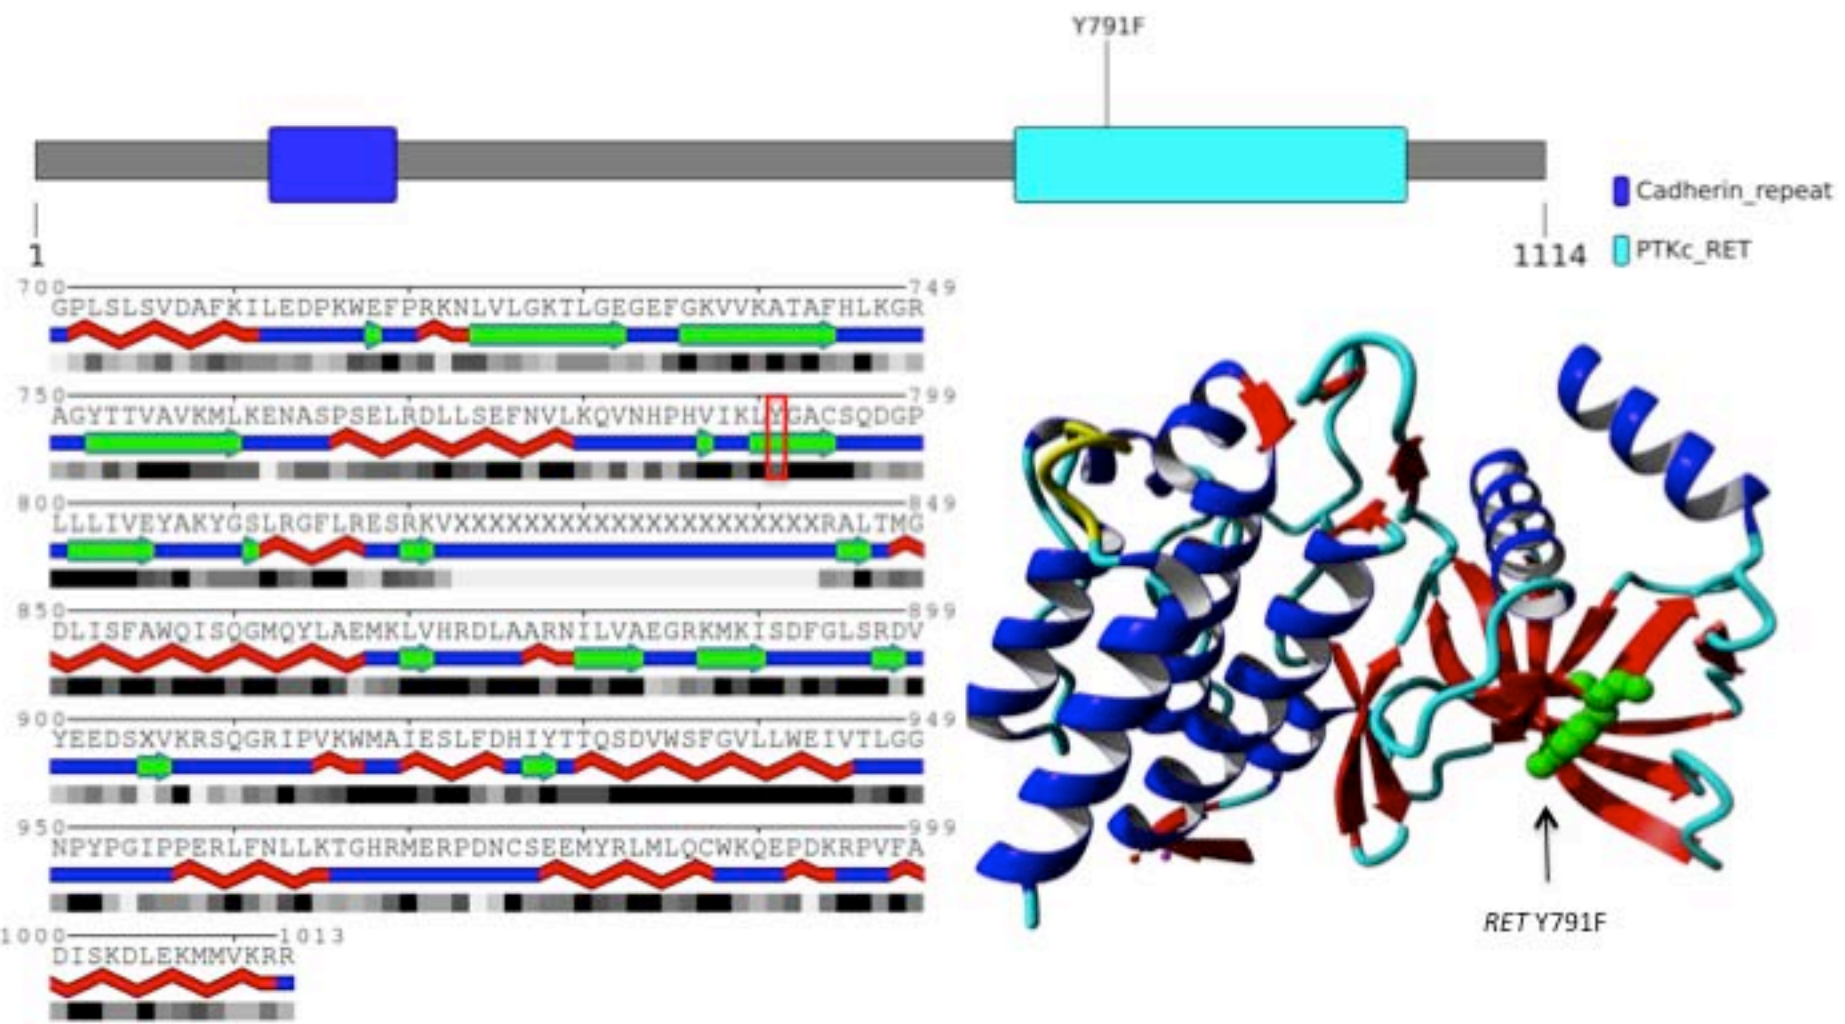 Y791F
Cadherin_repeat
1
1114
PTKc_RET
700 749
GPLSLSVDAFKILEDPKWEFPRKNLVLGKTLGEGEFGKVVKATAFHLKGR
750 799
AGYTTVAVKMLKENASPSELRDLLSEFNVLKQVNHPHVIKLYGACSQDGP
800 849
LLLIVEYAKYGSLRGFLRESRKVXXXXXXXXXXXXXXXXXXXXXRALTMG
850 899
DLISFAWQISQGMQYLAEMKLVHRDLAARNILVAEGRKMKISDFGLSRDV
900 949
YEEDSXVKRSQGRIPVKWMAIESLFDHIYTTQSDVWSFGVLLWEIVTLGG
950 999
NPYPGIPPERLFNLLKTGHRMERPDNCSEEMYRLMLQCWKQEPDKRPVFA
1000 1013
DISKDLEKMMVKRR
RET Y791F